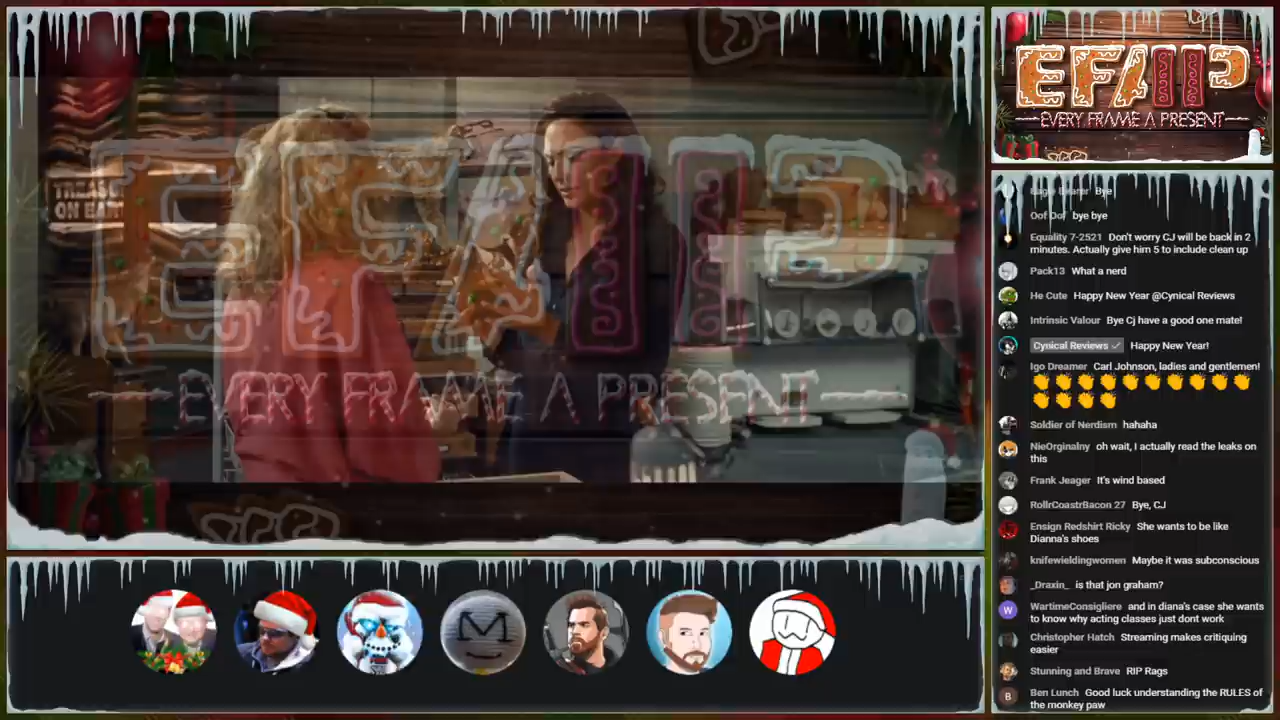 TREAS
ON EAR
EFAP
EVERY FRAME A PRESENT
EFAP
EVERY FRAME A PRESENT
Bye
Oof Oof bye bye
Equality 7-2521 Don't worry CJ will be back in 2
minutes. Actually give him 5 to include clean up
Pack13 What a nerd
He Cute Happy New Year @Cynical Reviews
Intrinsic Valour Bye Cj have a good one mate!
Cynical Reviews ✓ Happy New Year!
Igo Dreamer Carl Johnson, ladies and gentlemen!
👏👏👏👏👏👏👏👏👏👏
👏👏👏👏
Soldier of Nerdism hahaha
NieOrginalny oh wait, I actually read the leaks on
this
Frank Jeager It's wind based
RollrCoastrBacon 27 Bye, CJ
Ensign Redshirt Ricky She wants to be like
Dianna's shoes
knifewieldingwomen Maybe it was subconscious
_Draxin_ is that jon graham?
W
WartimeConsigliere and in diana's case she wants
to know why acting classes just dont work
Christopher Hatch Streaming makes critiquing
easier
Stunning and Brave RIP Rags
B
Ben Lunch Good luck understanding the RULES of
the monkey paw
M